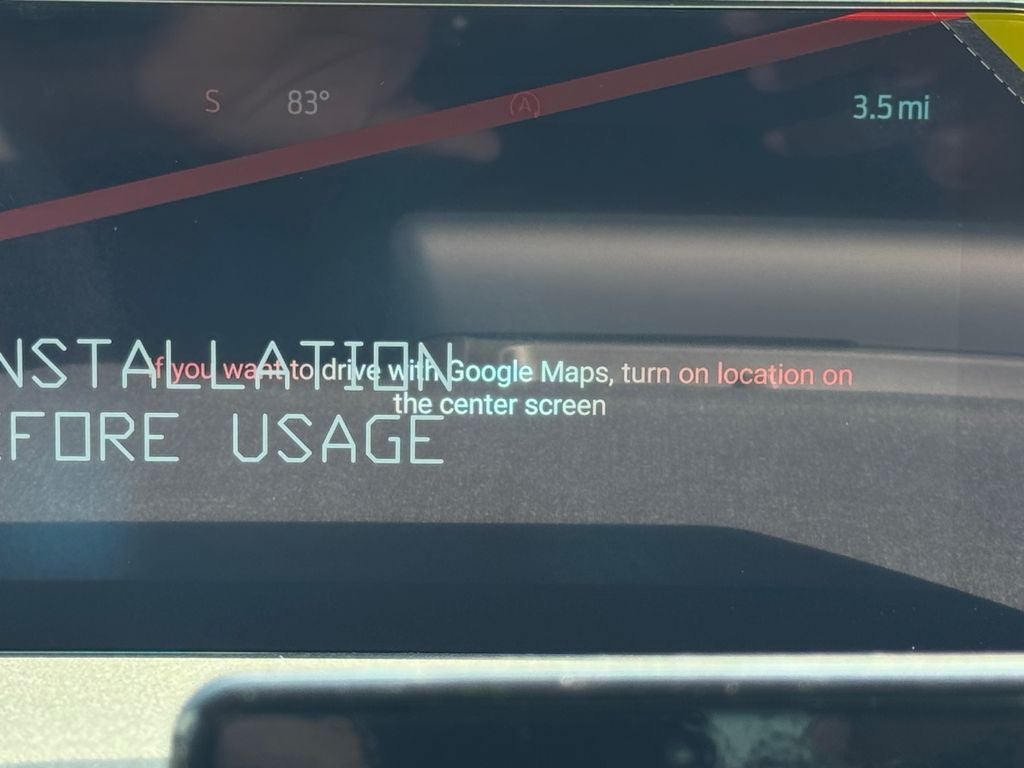 S 83° A 3.5 mi
If you want to drive with Google Maps, turn on location on
the center screen
NSTALLATION
EFORE USAGE